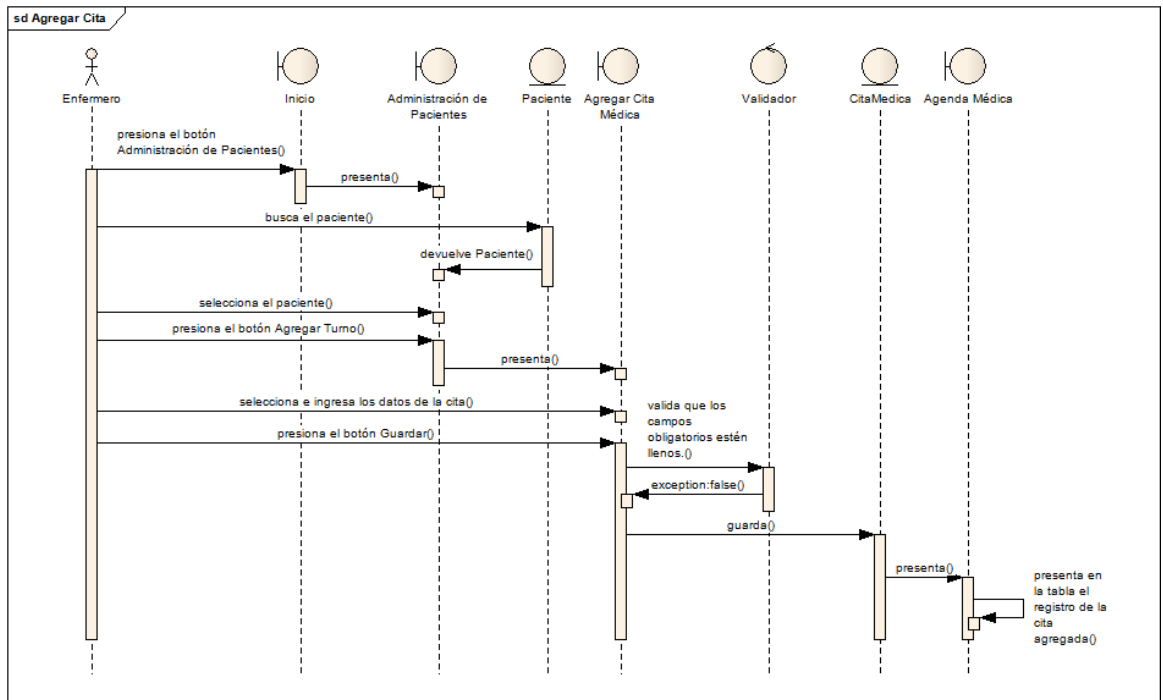 sd Agregar Cita
Enfermero
Inicio
Administración de
Pacientes
Paciente
Agregar Cita
Médica
Validador
CitaMedica
Agenda Médica
presiona el botón
Administración de Pacientes()
presenta()
busca el paciente()
devuelve Paciente()
selecciona el paciente()
presiona el botón Agregar Turno()
presenta()
selecciona e ingresa los datos de la cita()
presiona el botón Guardar()
valida que los
campos
obligatorios estén
llenos.()
exception:false()
guarda()
presenta()
presenta en
la tabla el
registro de la
cita
agregada()